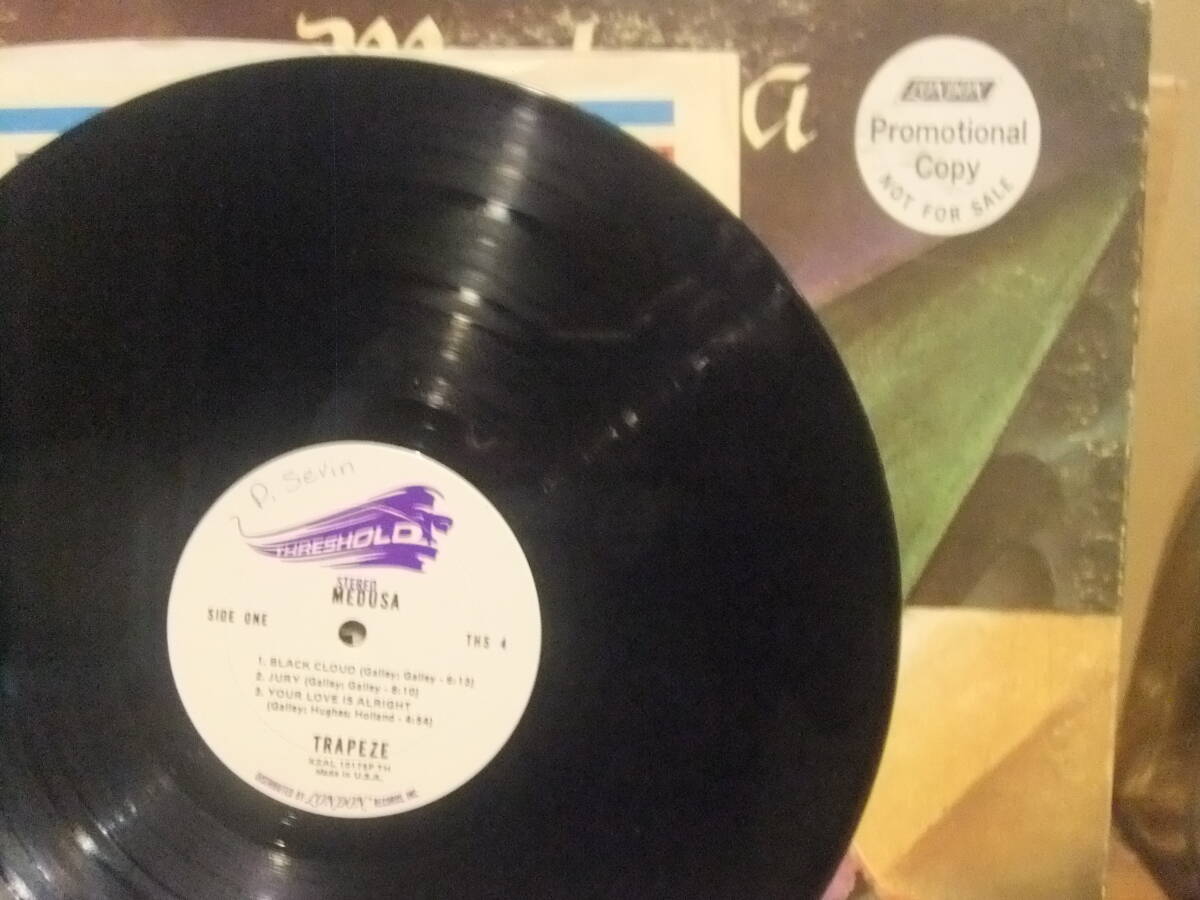 LONDON
Promotional
Copy
NOT FOR SALE
P. Sevin
THRESHOLD
STEREO
MEDUSA
SIDE ONE
THS 4
1. BLACK CLOUD (Galley; Galley - 6:13)
2. JURY (Galley; Galley - 8:10)
3. YOUR LOVE IS ALRIGHT
(Galley; Hughes; Holland - 4:54)
TRAPEZE
Made in U.S.A.
DISTRIBUTED BY LONDON RECORDS, INC.